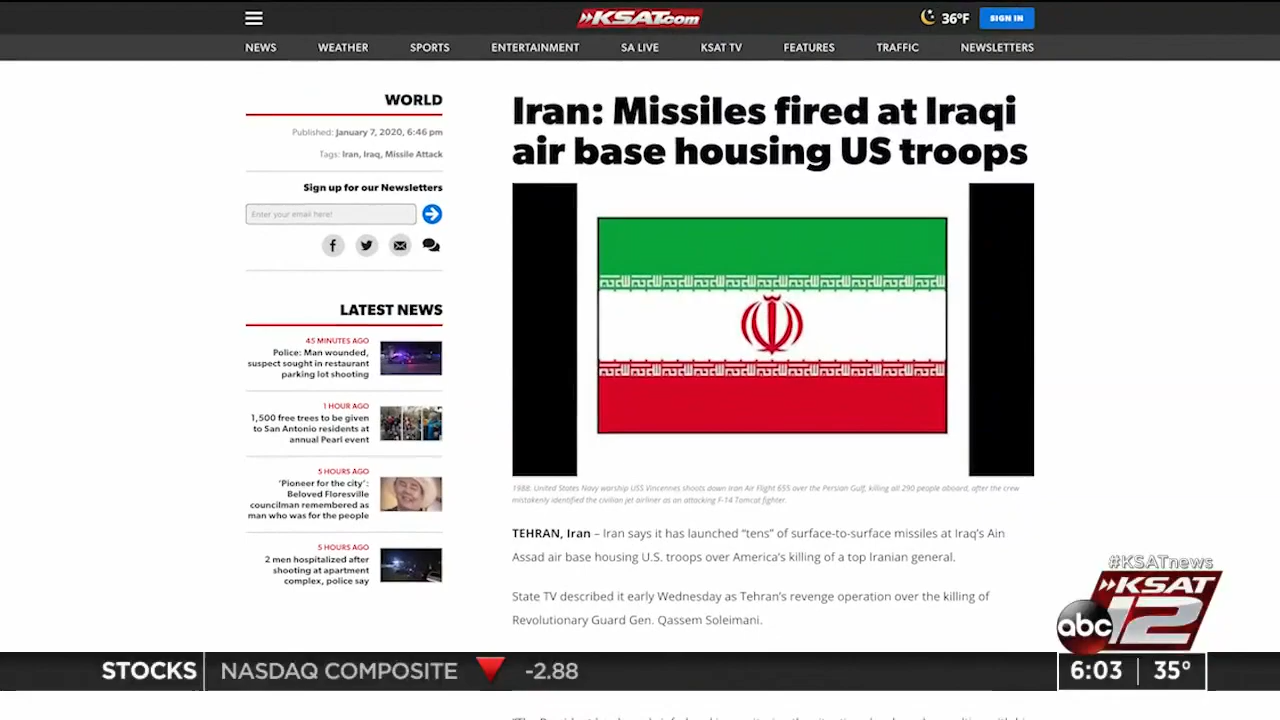 KSAT.com
36°F
SIGN IN
NEWS
WEATHER
SPORTS
ENTERTAINMENT
SA LIVE
KSAT TV
FEATURES
TRAFFIC
NEWSLETTERS
WORLD
Published: January 7, 2020, 6:46 pm
Tags: Iran, Iraq, Missile Attack
Sign up for our Newsletters
Enter your email here!
LATEST NEWS
45 MINUTES AGO
Police: Man wounded,
suspect sought in restaurant
parking lot shooting
1 HOUR AGO
1,500 free trees to be given
to San Antonio residents at
annual Pearl event
5 HOURS AGO
'Pioneer for the city':
Beloved Floresville
councilman remembered as
man who was for the people
5 HOURS AGO
2 men hospitalized after
shooting at apartment
complex, police say
Iran: Missiles fired at Iraqi
air base housing US troops
1988: United States Navy warship USS Vincennes shoots down Iran Air Flight 655 over the Persian Gulf, killing all 290 people aboard, after the crew
mistakenly identified the civilian jet airliner as an attacking F-14 Tomcat fighter.
TEHRAN, Iran – Iran says it has launched “tens” of surface-to-surface missiles at Iraq’s Ain
Assad air base housing U.S. troops over America’s killing of a top Iranian general.
State TV described it early Wednesday as Tehran’s revenge operation over the killing of
Revolutionary Guard Gen. Qassem Soleimani.
#KSATnews
KSAT
abc
12
STOCKS
NASDAQ COMPOSITE
-2.88
6:03
35°